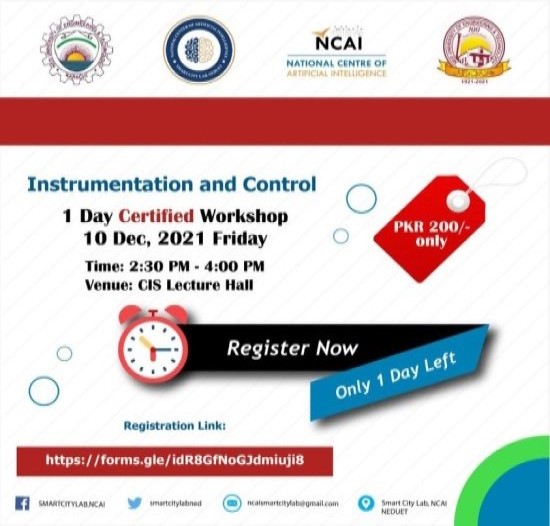 NCAI
NATIONAL CENTRE OF
ARTIFICIAL INTELLIGENCE
1921-2021
Instrumentation and Control
1 Day Certified Workshop
10 Dec, 2021 Friday
Time: 2:30 PM - 4:00 PM
Venue: CIS Lecture Hall
PKR 200/-
only
Register Now
Only 1 Day Left
Registration Link:
https://forms.gle/idR8GfNoGJdmiuji8
SMARTCITYLAB.NCAI
smartcitylabned
ncaismartcitylab@gmail.com
Smart City Lab, NCAI
NEDUET